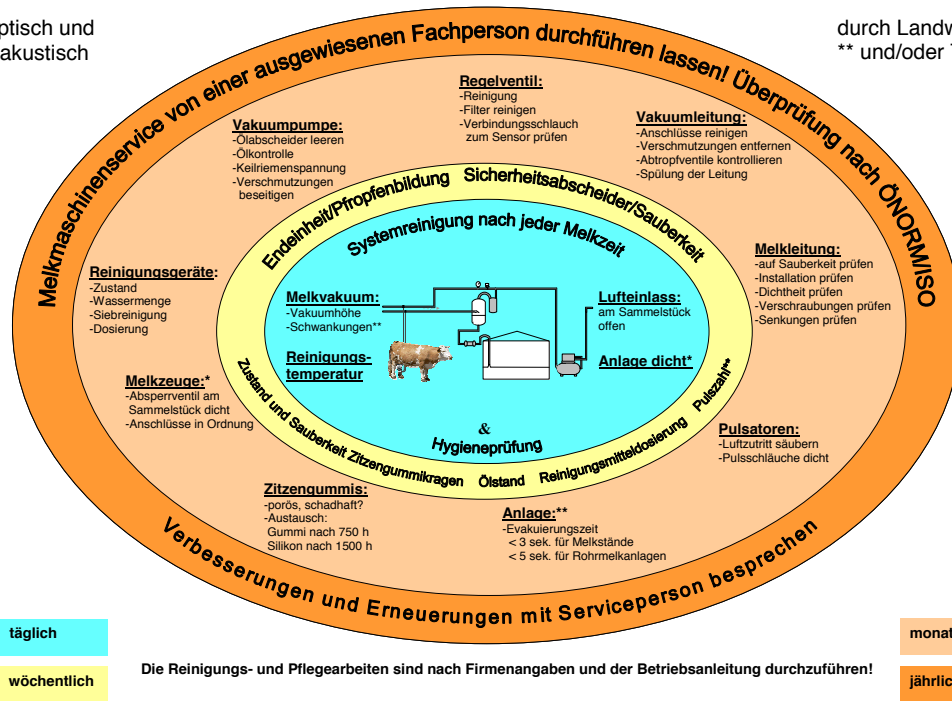 ptisch und
akustisch
durch Landw
** und/oder
Melkmaschinenservice von einer ausgewiesenen Fachperson durchführen lassen! Überprüfung nach ÖNORM/ISO
Regelventil:
-Reinigung
-Filter reinigen
-Verbindungsschlauch
zum Sensor prüfen
Vakuumpumpe:
-Ölabscheider leeren
-Ölkontrolle
-Keilriemenspannung
-Verschmutzungen
beseitigen
Vakuumleitung:
-Anschlüsse reinigen
-Verschmutzungen entfernen
-Abtropfventile kontrollieren
-Spülung der Leitung
Endeinheit/Pfropfenbildung Sicherheitsabscheider/Sauberkeit
Systemreinigung nach jeder Melkzeit
Reinigungsgeräte:
-Zustand
-Wassermenge
-Siebreinigung
-Dosierung
Melkvakuum:
-Vakuumhöhe
-Schwankungen**
Reinigungs-
temperatur
Lufteinlass:
am Sammelstück
offen
Anlage dicht*
Melkleitung:
-auf Sauberkeit prüfen
-Installation prüfen
-Dichtheit prüfen
-Verschraubungen prüfen
-Senkungen prüfen
Melkzeuge:*
-Absperrventil am
Sammelstück dicht
-Anschlüsse in Ordnung
&
Hygieneprüfung
Zustand und Sauberkeit Zitzengummikragen Ölstand Reinigungsmitteldosierung Pulszahl**
Pulsatoren:
-Luftzutritt säubern
-Pulsschläuche dicht
Zitzengummis:
-porös, schadhaft?
-Austausch:
Gummi nach 750 h
Silikon nach 1500 h
Anlage:**
-Evakuierungszeit
< 3 sek. für Melkstände
< 5 sek. für Rohrmelkanlagen
Verbesserungen und Erneuerungen mit Serviceperson besprechen
täglich
monat
wöchentlich
jährlic
Die Reinigungs- und Pflegearbeiten sind nach Firmenangaben und der Betriebsanleitung durchzuführen!